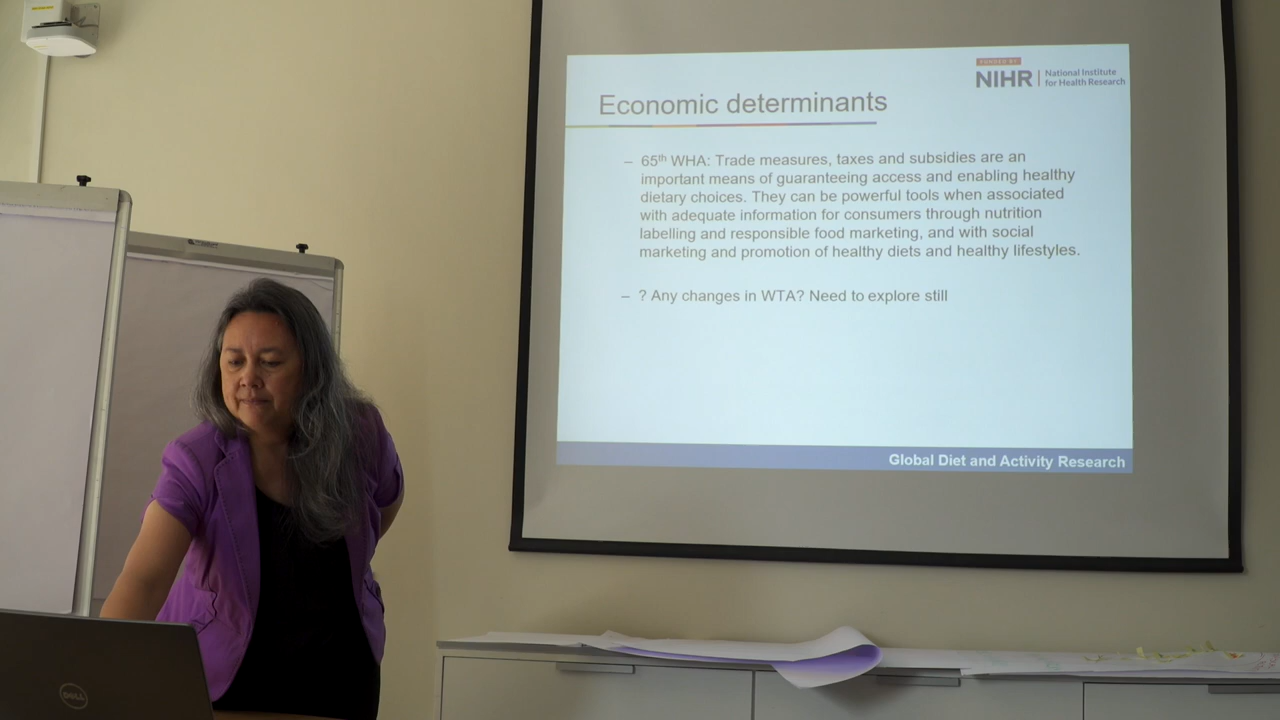 FUNDED BY
NIHR | National Institute
for Health Research
Economic determinants
– 65th WHA: Trade measures, taxes and subsidies are an
important means of guaranteeing access and enabling healthy
dietary choices. They can be powerful tools when associated
with adequate information for consumers through nutrition
labelling and responsible food marketing, and with social
marketing and promotion of healthy diets and healthy lifestyles.
– ? Any changes in WTA? Need to explore still
Global Diet and Activity Research
DELL